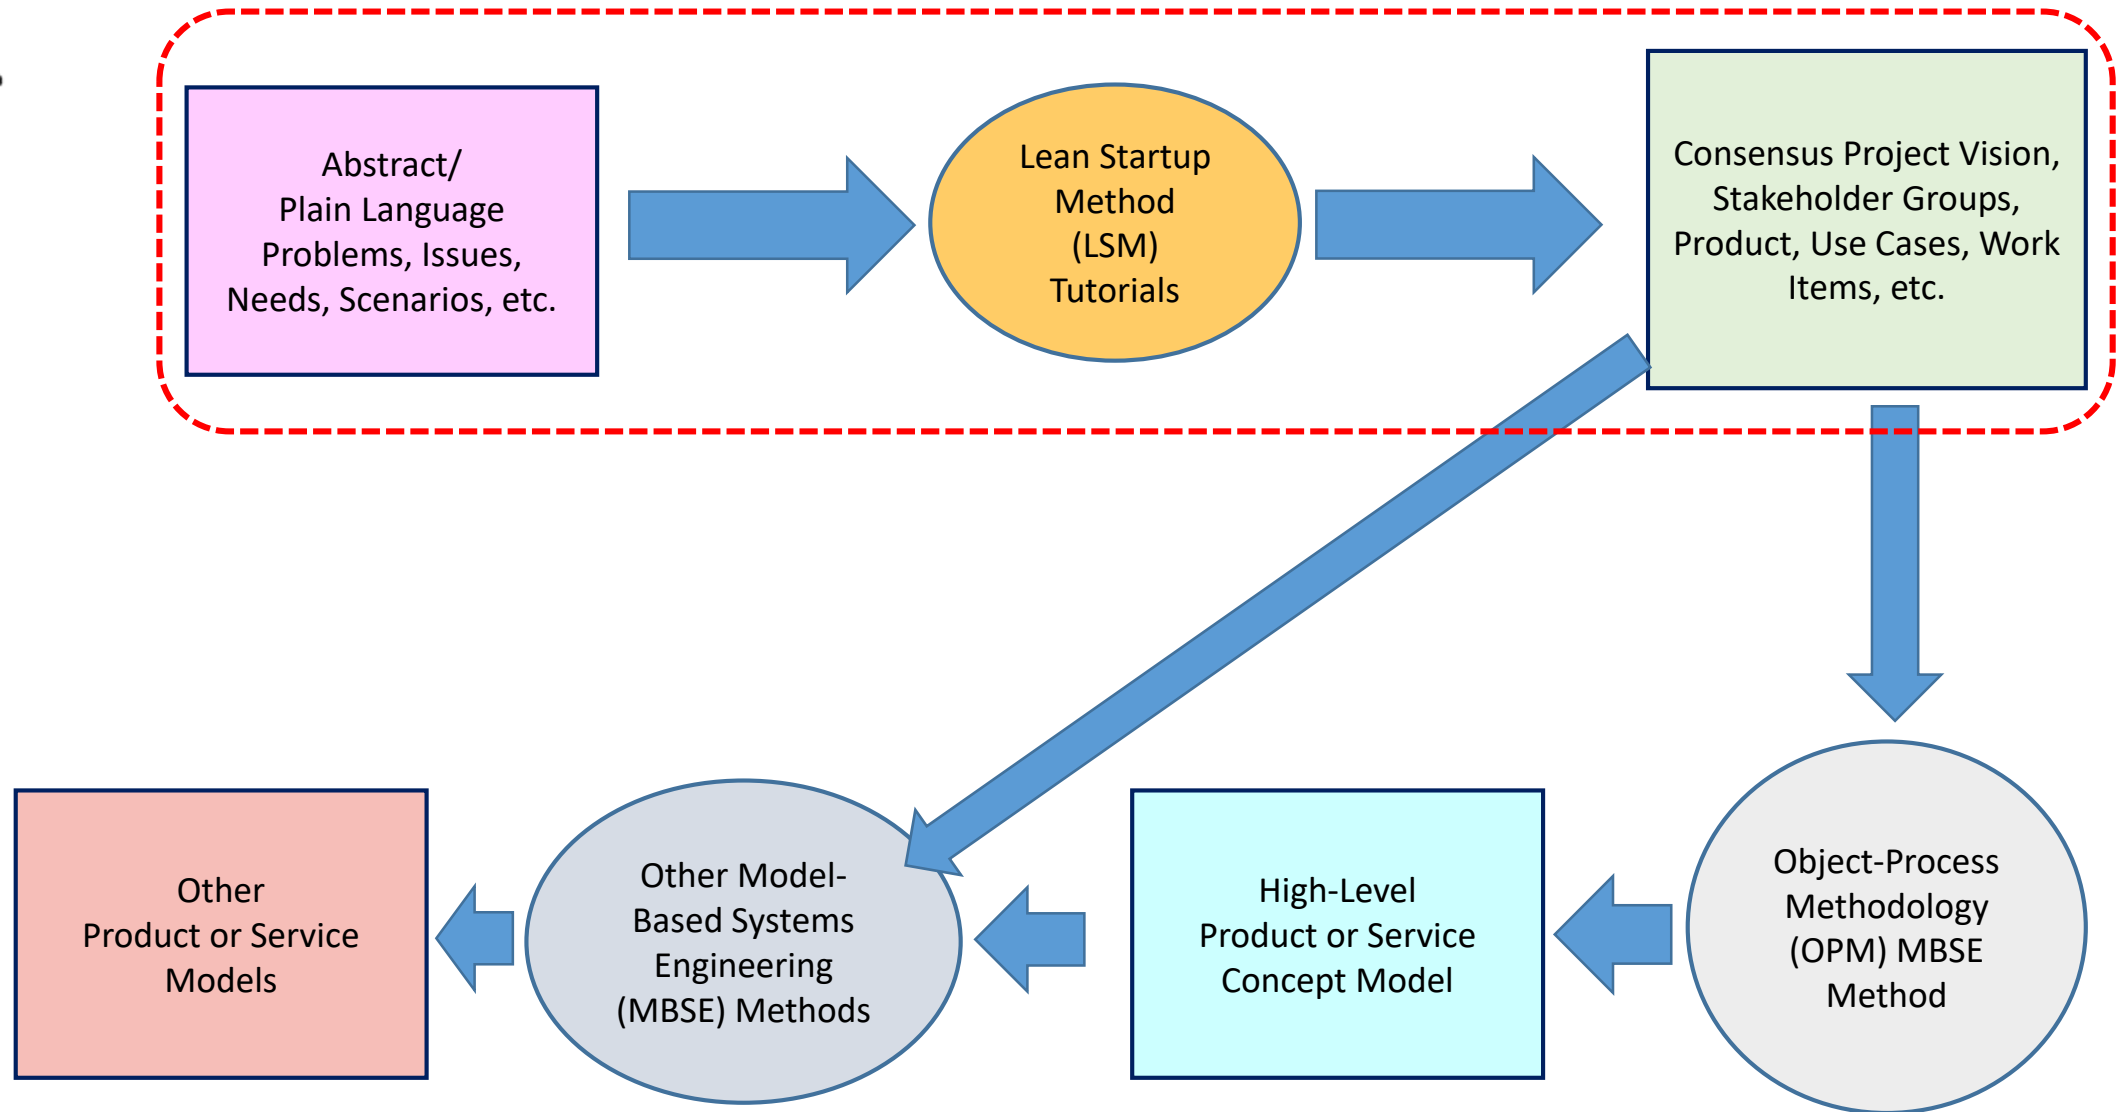 Abstract/
Plain Language
Problems, Issues,
Needs, Scenarios, etc.
Lean Startup
Method
(LSM)
Tutorials
Consensus Project Vision,
Stakeholder Groups,
Product, Use Cases, Work
Items, etc.
Other
Product or Service
Models
Other Model-
Based Systems
Engineering
(MBSE) Methods
High-Level
Product or Service
Concept Model
Object-Process
Methodology
(OPM) MBSE
Method